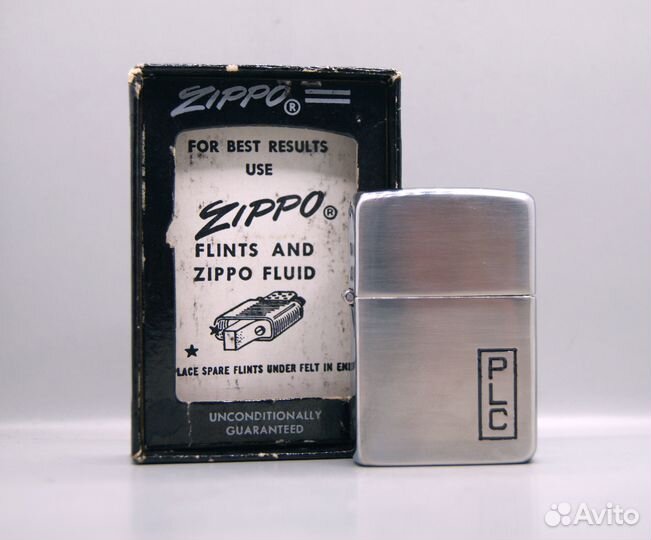 ZIPPO®
FOR BEST RESULTS
USE
ZIPPO®
FLINTS AND
ZIPPO FLUID
PLACE SPARE FLINTS UNDER FELT IN
UNCONDITIONALLY
GUARANTEED
P
L
C
Avito